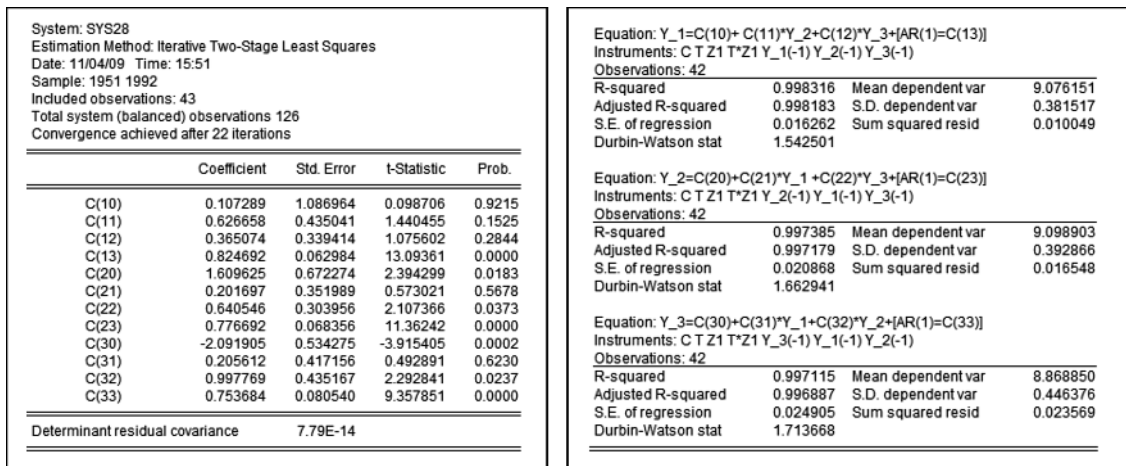 System: SYS28
Estimation Method: Iterative Two-Stage Least Squares
Date: 11/04/09 Time: 15:51
Sample: 1951 1992
Included observations: 43
Total system (balanced) observations 126
Convergence achieved after 22 iterations
Coefficient Std. Error t-Statistic Prob.
C(10) 0.107289 1.086964 0.098706 0.9215
C(11) 0.626658 0.435041 1.440455 0.1525
C(12) 0.365074 0.339414 1.075602 0.2844
C(13) 0.824692 0.062984 13.09361 0.0000
C(20) 1.609625 0.672274 2.394299 0.0183
C(21) 0.201697 0.351989 0.573021 0.5678
C(22) 0.640546 0.303956 2.107366 0.0373
C(23) 0.776692 0.068356 11.36242 0.0000
C(30) -2.091905 0.534275 -3.915405 0.0002
C(31) 0.205612 0.417156 0.492891 0.6230
C(32) 0.997769 0.435167 2.292841 0.0237
C(33) 0.753684 0.080540 9.357851 0.0000
Determinant residual covariance 7.79E-14
Equation: Y_1=C(10)+ C(11)*Y_2+C(12)*Y_3+[AR(1)=C(13)]
Instruments: C T Z1 T*Z1 Y_1(-1) Y_2(-1) Y_3(-1)
Observations: 42
R-squared 0.998316 Mean dependent var 9.076151
Adjusted R-squared 0.998183 S.D. dependent var 0.381517
S.E. of regression 0.016262 Sum squared resid 0.010049
Durbin-Watson stat 1.542501
Equation: Y_2=C(20)+C(21)*Y_1 +C(22)*Y_3+[AR(1)=C(23)]
Instruments: C T Z1 T*Z1 Y_2(-1) Y_1(-1) Y_3(-1)
Observations: 42
R-squared 0.997385 Mean dependent var 9.098903
Adjusted R-squared 0.997179 S.D. dependent var 0.392866
S.E. of regression 0.020868 Sum squared resid 0.016548
Durbin-Watson stat 1.662941
Equation: Y_3=C(30)+C(31)*Y_1+C(32)*Y_2+[AR(1)=C(33)]
Instruments: C T Z1 T*Z1 Y_3(-1) Y_1(-1) Y_2(-1)
Observations: 42
R-squared 0.997115 Mean dependent var 8.868850
Adjusted R-squared 0.996887 S.D. dependent var 0.446376
S.E. of regression 0.024905 Sum squared resid 0.023569
Durbin-Watson stat 1.713668